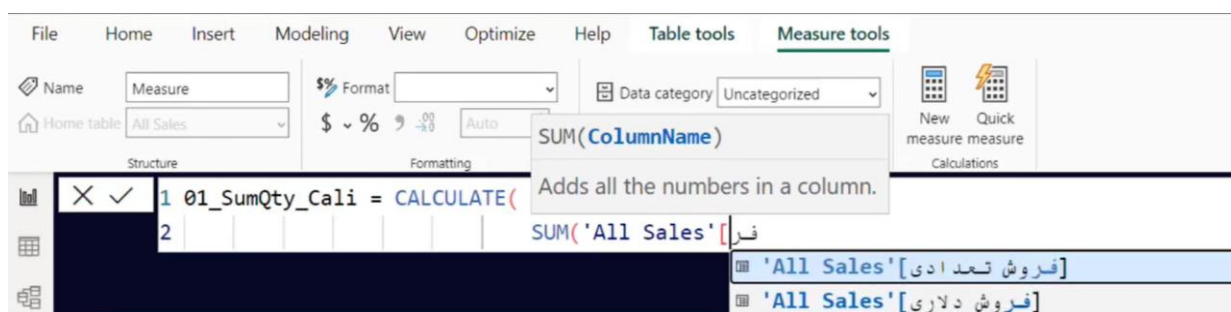 File Home Insert Modeling View Optimize Help Table tools Measure tools
Name Measure
Home table All Sales
Structure
$% Format
$ % 9 .00 Auto
Formatting
Data category Uncategorized
New measure
Quick measure
Calculations
SUM(ColumnName)
Adds all the numbers in a column.
1 01_SumQty_Cali = CALCULATE(
2 SUM('All Sales'[فر
'All Sales'[فروش تعدادی]
'All Sales'[فروش دلاری]